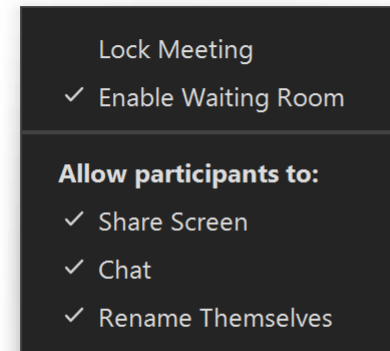 Lock Meeting
Enable Waiting Room
Allow participants to:
Share Screen
Chat
Rename Themselves